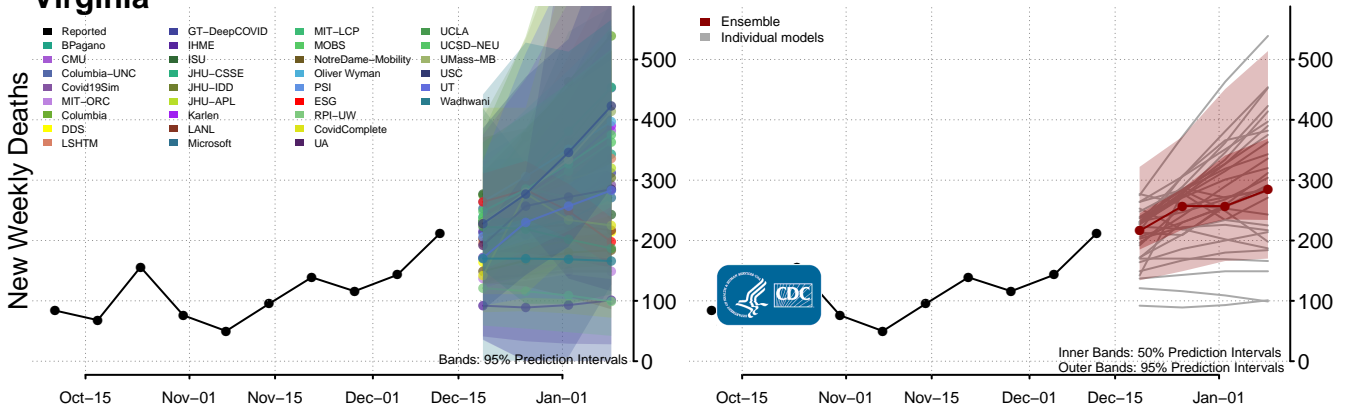 Virginia
New Weekly Deaths
Reported
BPagano
CMU
Columbia−UNC
Covid19Sim
MIT−ORC
Columbia
DDS
LSHTM
GT−DeepCOVID
IHME
ISU
JHU−CSSE
JHU−IDD
JHU−APL
Karlen
LANL
Microsoft
MIT−LCP
MOBS
NotreDame−Mobility
Oliver Wyman
PSI
ESG
RPI−UW
CovidComplete
UA
UCLA
UCSD−NEU
UMass−MB
USC
UT
Wadhwani
500
400
300
200
100
0
Bands: 95% Prediction Intervals
Oct−15 Nov−01 Nov−15 Dec−01 Dec−15 Jan−01
Ensemble
Individual models
CDC
500
400
300
200
100
0
Inner Bands: 50% Prediction Intervals
Outer Bands: 95% Prediction Intervals
Oct−15 Nov−01 Nov−15 Dec−01 Dec−15 Jan−01